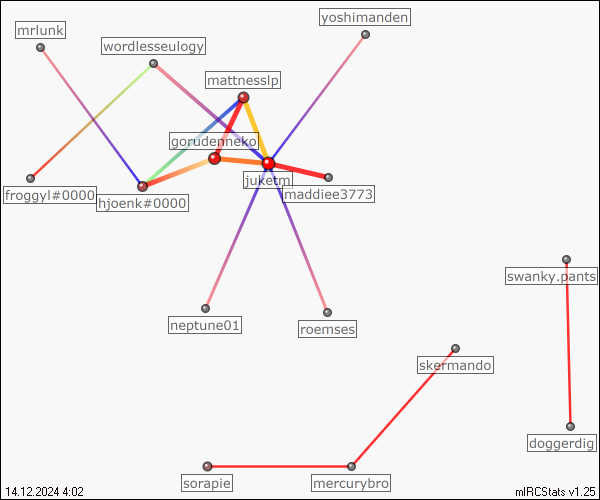 yoshimanden
mrlunk
wordlesseulogy
mattnesslp
gorudenneko
juketm
maddiee3773
froggyl#0000
hjoenk#0000
swanky.pants
neptune01
roemses
skermando
doggerdig
sorapie
mercurybro
14.12.2024 4:02
mIRCStats v1.25